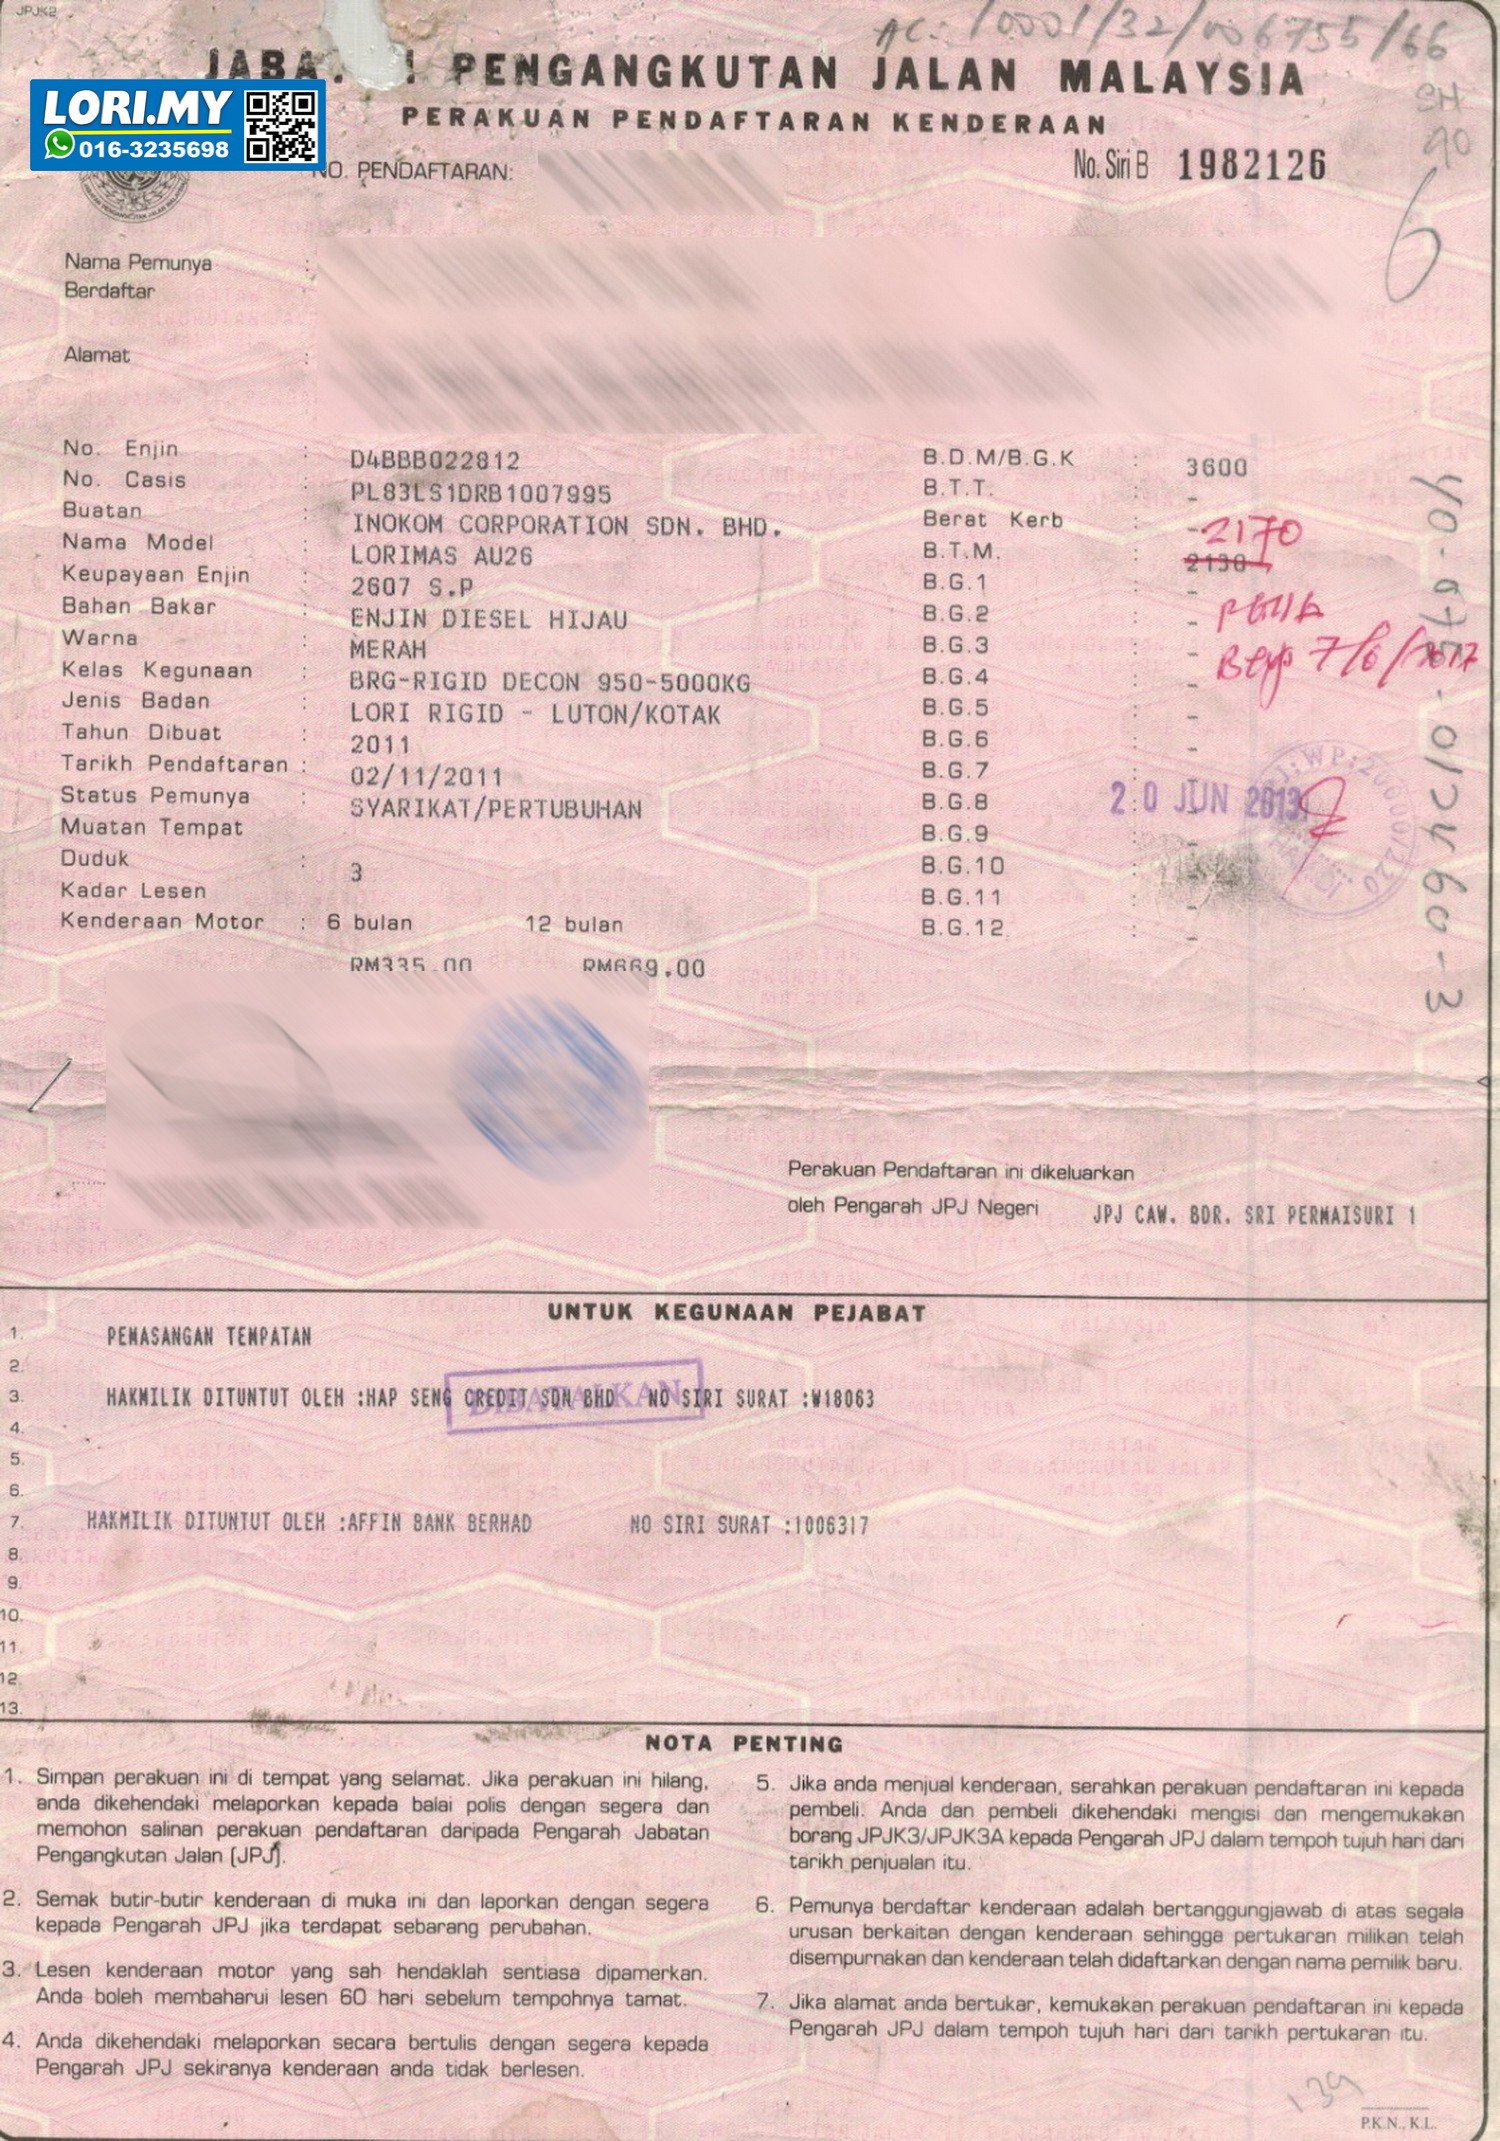 JPJK2
AC: 10001/32/006755/66
JABA PENGANGKUTAN JALAN MALAYSIA
LORI.MY
016-3235698
PERAKUAN PENDAFTARAN KENDERAAN
NO. PENDAFTARAN:
No. Siri B 1982126
6
Nama Pemunya :
Berdaftar
Alamat :
No. Enjin : D4BBB022812
No. Casis : PL83LS1DRB1007995
Buatan : INOKOM CORPORATION SDN. BHD.
Nama Model : LORIMAS AU26
Keupayaan Enjin : 2607 S.P
Bahan Bakar : ENJIN DIESEL HIJAU
Warna : MERAH
Kelas Kegunaan : BRG-RIGID DECON 950-5000KG
Jenis Badan : LORI RIGID - LUTON/KOTAK
Tahun Dibuat : 2011
Tarikh Pendaftaran : 02/11/2011
Status Pemunya : SYARIKAT/PERTUBUHAN
Muatan Tempat
Duduk : 3
Kadar Lesen
Kenderaan Motor : 6 bulan 12 bulan
RM335.00 RM669.00
B.D.M/B.G.K : 3600
B.T.T. : -
Berat Kerb : - 2170
B.T.M. : 2130
B.G.1 : -
B.G.2 : -
B.G.3 : -
B.G.4 : -
B.G.5 : -
B.G.6 : -
B.G.7 :
B.G.8 : -
20 JUN 2013
B.G.9 : -
B.G.10 :
B.G.11 : -
B.G.12 : -
Perakuan Pendaftaran ini dikeluarkan
oleh Pengarah JPJ Negeri JPJ CAW. BDR. SRI PERMAISURI 1
UNTUK KEGUNAAN PEJABAT
1. PEMASANGAN TEMPATAN
2.
3. HAKMILIK DITUNTUT OLEH :HAP SENG CREDIT SDN BHD NO SIRI SURAT :W18063
DIBATALKAN
4.
5.
6.
7. HAKMILIK DITUNTUT OLEH :AFFIN BANK BERHAD NO SIRI SURAT :1006317
8.
9.
10.
11.
12.
13.
NOTA PENTING
1. Simpan perakuan ini di tempat yang selamat. Jika perakuan ini hilang,
anda dikehendaki melaporkan kepada balai polis dengan segera dan
memohon salinan perakuan pendaftaran daripada Pengarah Jabatan
Pengangkutan Jalan (JPJ).
2. Semak butir-butir kenderaan di muka ini dan laporkan dengan segera
kepada Pengarah JPJ jika terdapat sebarang perubahan.
3. Lesen kenderaan motor yang sah hendaklah sentiasa dipamerkan.
Anda boleh membaharui lesen 60 hari sebelum tempohnya tamat.
4. Anda dikehendaki melaporkan secara bertulis dengan segera kepada
Pengarah JPJ sekiranya kenderaan anda tidak berlesen.
5. Jika anda menjual kenderaan, serahkan perakuan pendaftaran ini kepada
pembeli. Anda dan pembeli dikehendaki mengisi dan mengemukakan
borang JPJK3/JPJK3A kepada Pengarah JPJ dalam tempoh tujuh hari dari
tarikh penjualan itu.
6. Pemunya berdaftar kenderaan adalah bertanggungjawab di atas segala
urusan berkaitan dengan kenderaan sehingga pertukaran milikan telah
disempurnakan dan kenderaan telah didaftarkan dengan nama pemilik baru.
7. Jika alamat anda bertukar, kemukakan perakuan pendaftaran ini kepada
Pengarah JPJ dalam tempoh tujuh hari dari tarikh pertukaran itu.
139
P.K.N., K.L.